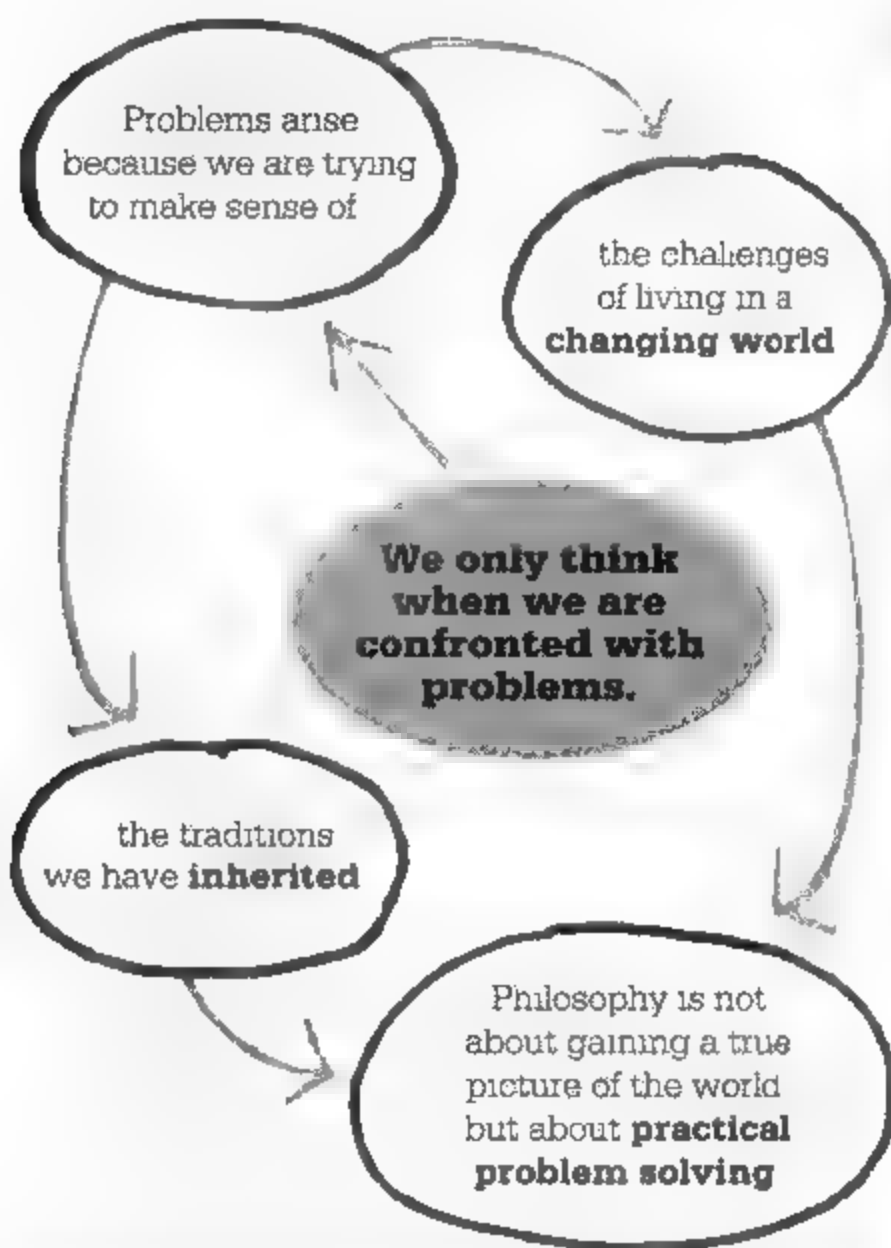 Problems arise
because we are trying
to make sense of
the challenges
of living in a
changing world
We only think
when we are
confronted with
problems.
the traditions
we have inherited
Philosophy is not
about gaining a true
picture of the world
but about practical
problem solving